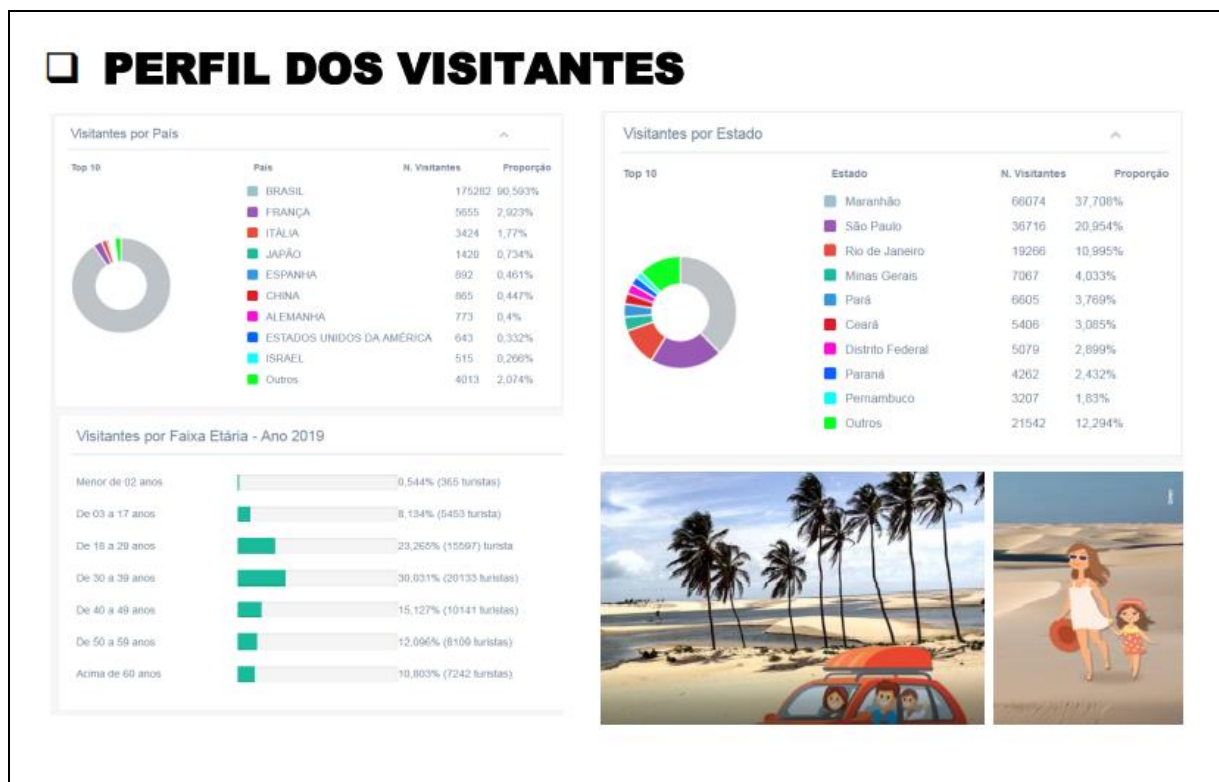 ❑ PERFIL DOS VISITANTES
Visitantes por País
Top 10 País N. Visitantes Proporção
BRASIL 175282 90,593%
FRANÇA 5655 2,923%
ITÁLIA 3424 1,77%
JAPÃO 1420 0,734%
ESPANHA 892 0,461%
CHINA 865 0,447%
ALEMANHA 773 0,4%
ESTADOS UNIDOS DA AMÉRICA 643 0,332%
ISRAEL 515 0,266%
Outros 4013 2,074%
Visitantes por Estado
Top 10 Estado N. Visitantes Proporção
Maranhão 66074 37,708%
São Paulo 36716 20,954%
Rio de Janeiro 19266 10,995%
Minas Gerais 7067 4,033%
Pará 6605 3,769%
Ceará 5406 3,085%
Distrito Federal 5079 2,899%
Paraná 4262 2,432%
Pernambuco 3207 1,83%
Outros 21542 12,294%
Visitantes por Faixa Etária - Ano 2019
Menor de 02 anos 0,544% (365 turistas)
De 03 a 17 anos 8,134% (5453 turista)
De 18 a 29 anos 23,265% (15597) turista
De 30 a 39 anos 30,031% (20133 turistas)
De 40 a 49 anos 15,127% (10141 turistas)
De 50 a 59 anos 12,096% (8109 turistas)
Acima de 60 anos 10,803% (7242 turistas)